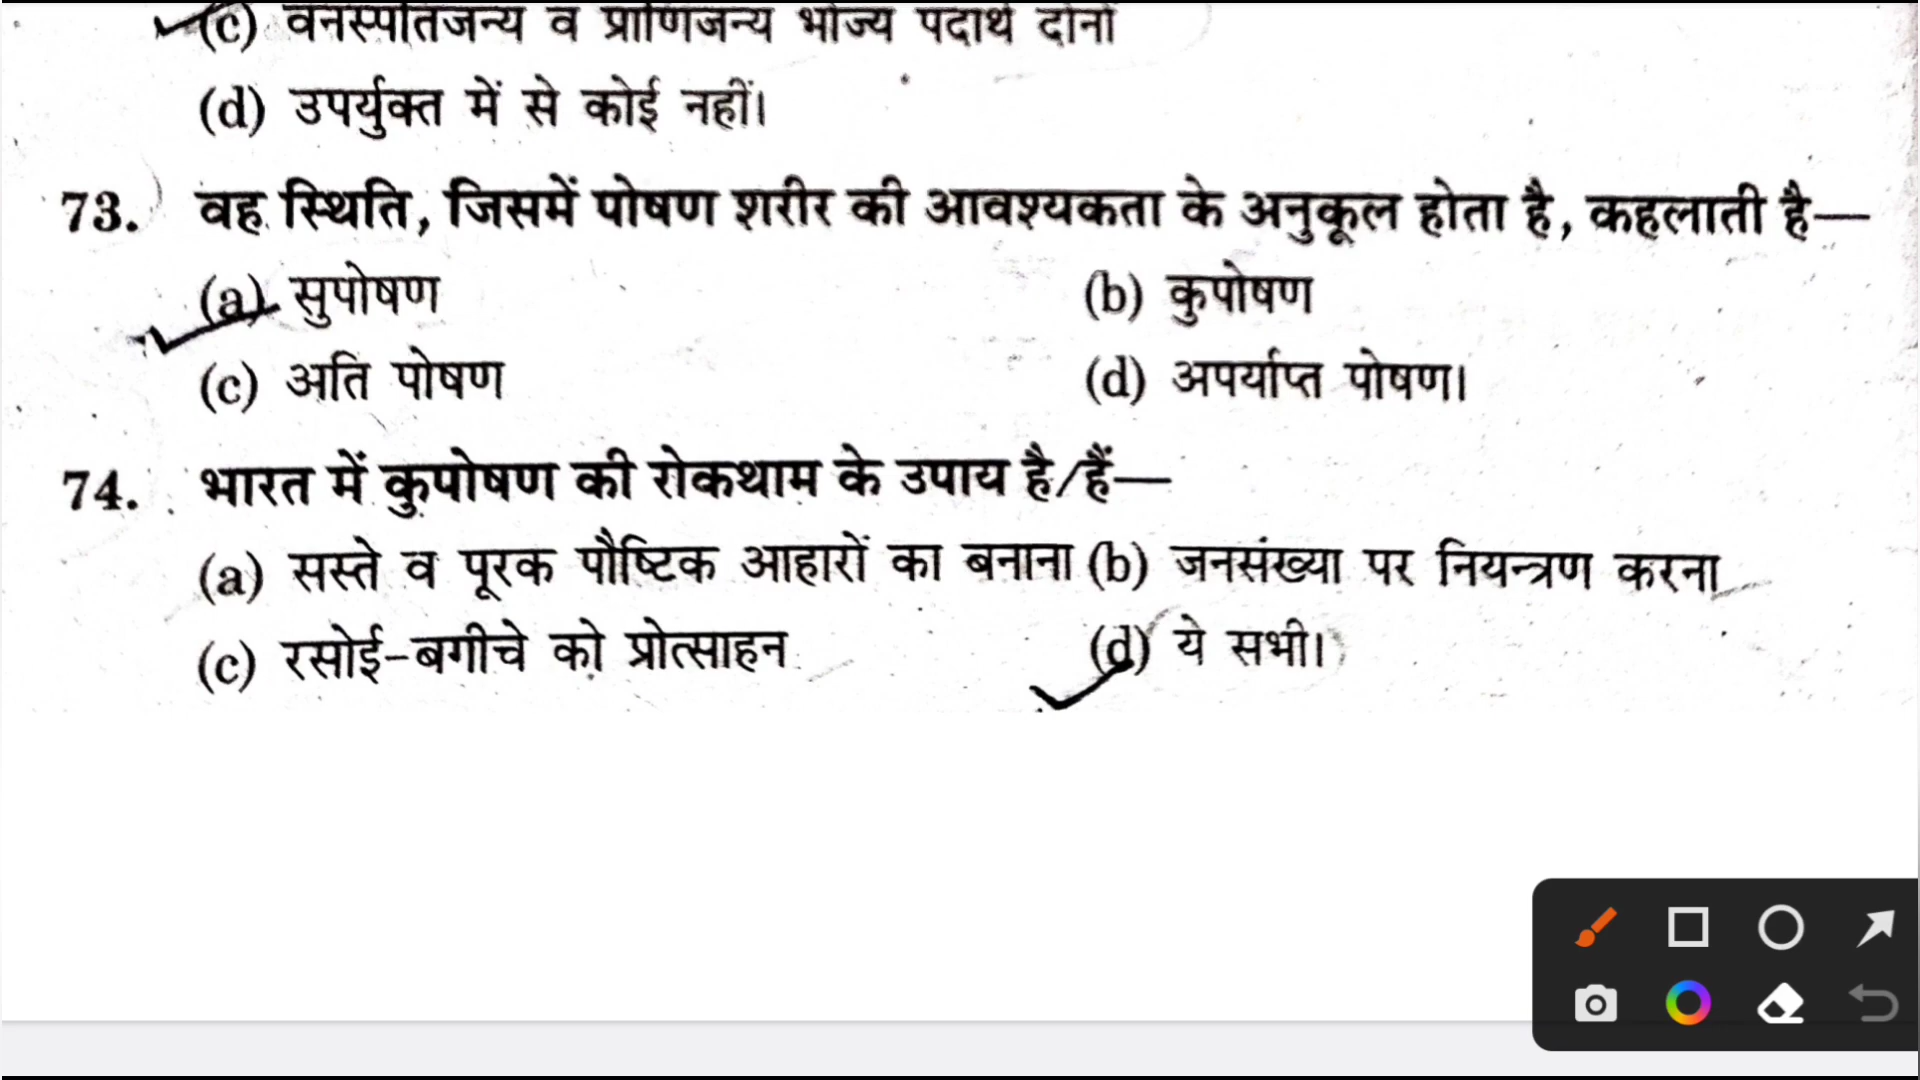 (c) वनस्पतिजन्य व प्राणिजन्य भोज्य पदार्थ दोनों
(d) उपर्युक्त में से कोई नहीं।
73. वह स्थिति, जिसमें पोषण शरीर की आवश्यकता के अनुकूल होता है, कहलाती है—
(a) सुपोषण (b) कुपोषण
(c) अति पोषण (d) अपर्याप्त पोषण।
74. भारत में कुपोषण की रोकथाम के उपाय है/हैं—
(a) सस्ते व पूरक पौष्टिक आहारों का बनाना (b) जनसंख्या पर नियन्त्रण करना
(c) रसोई-बगीचे को प्रोत्साहन (d) ये सभी।